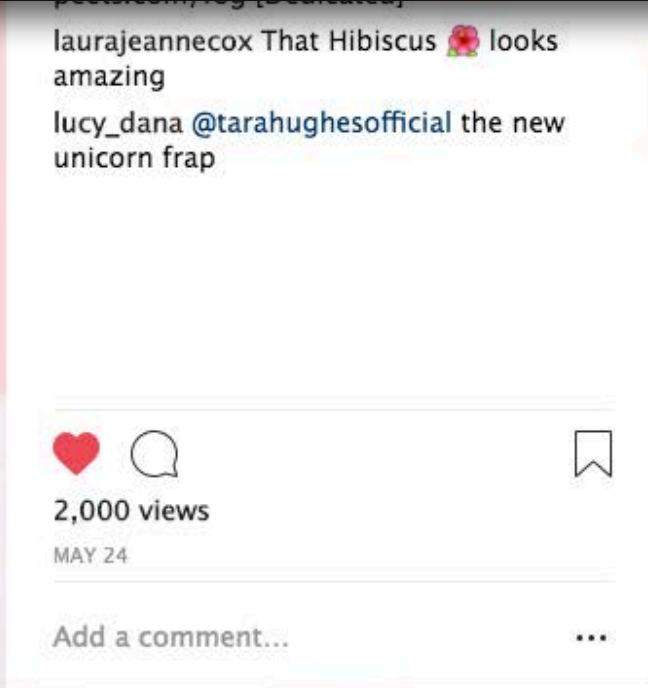 laurajeannecox That Hibiscus 🌺 looks
amazing
lucy_dana @tarahughesofficial the new
unicorn frap
2,000 views
MAY 24
Add a comment...